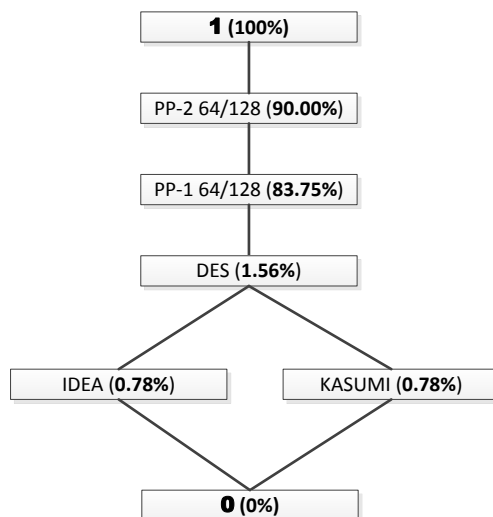 1 (100%)
PP-2 64/128 (90.00%)
PP-1 64/128 (83.75%)
DES (1.56%)
IDEA (0.78%)
KASUMI (0.78%)
0 (0%)